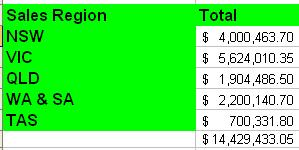 Sales Region Total
NSW $ 4,000,463.70
VIC $ 5,624,010.35
QLD $ 1,904,486.50
WA & SA $ 2,200,140.70
TAS $ 700,331.80
$14,429,433.05